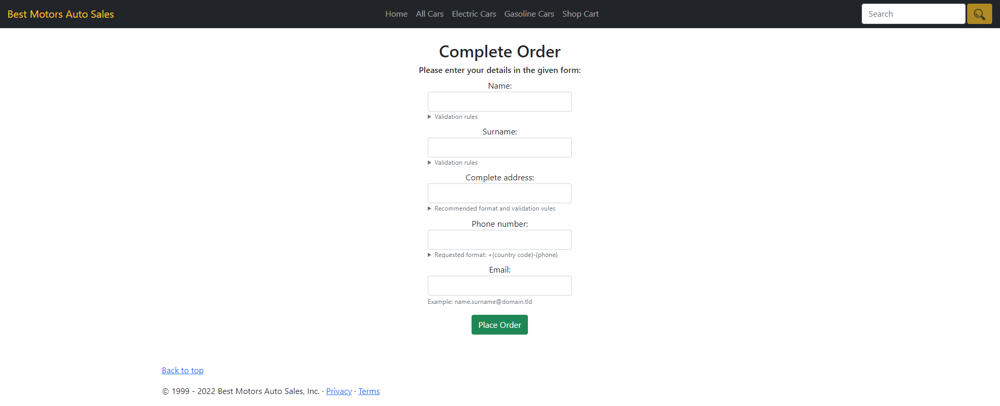 Best Motors Auto Sales
Home All Cars Electric Cars Gasoline Cars Shop Cart
Search
Complete Order
Please enter your details in the given form:
Name:
Validation rules
Surname:
Validation rules
Complete address:
Recommended format and validation vules
Phone number:
Requested format: +(country code)-(phone)
Email:
Example: name.surname@domain.tld
Place Order
Back to top
© 1999 - 2022 Best Motors Auto Sales, Inc. · Privacy · Terms